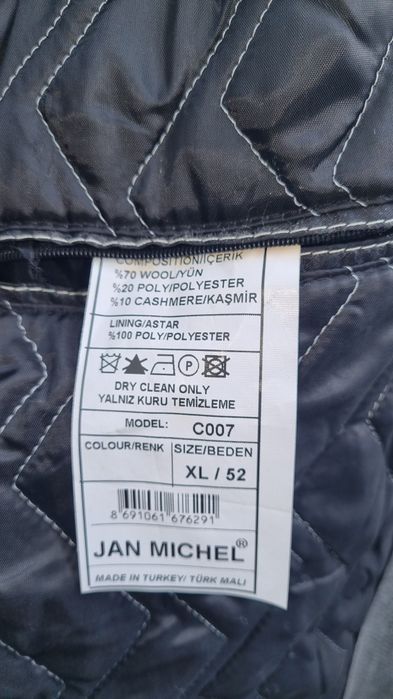 COMPOSITION/İÇERİK
%70 WOOL/YÜN
%20 POLY/POLYESTER
%10 CASHMERE/KAŞMİR
LINING/ASTAR
%100 POLY/POLYESTER
P
DRY CLEAN ONLY
YALNIZ KURU TEMİZLEME
MODEL: C007
COLOUR/RENK SIZE/BEDEN
XL / 52
8 691061 676291
JAN MICHEL®
MADE IN TURKEY/ TÜRK MALI